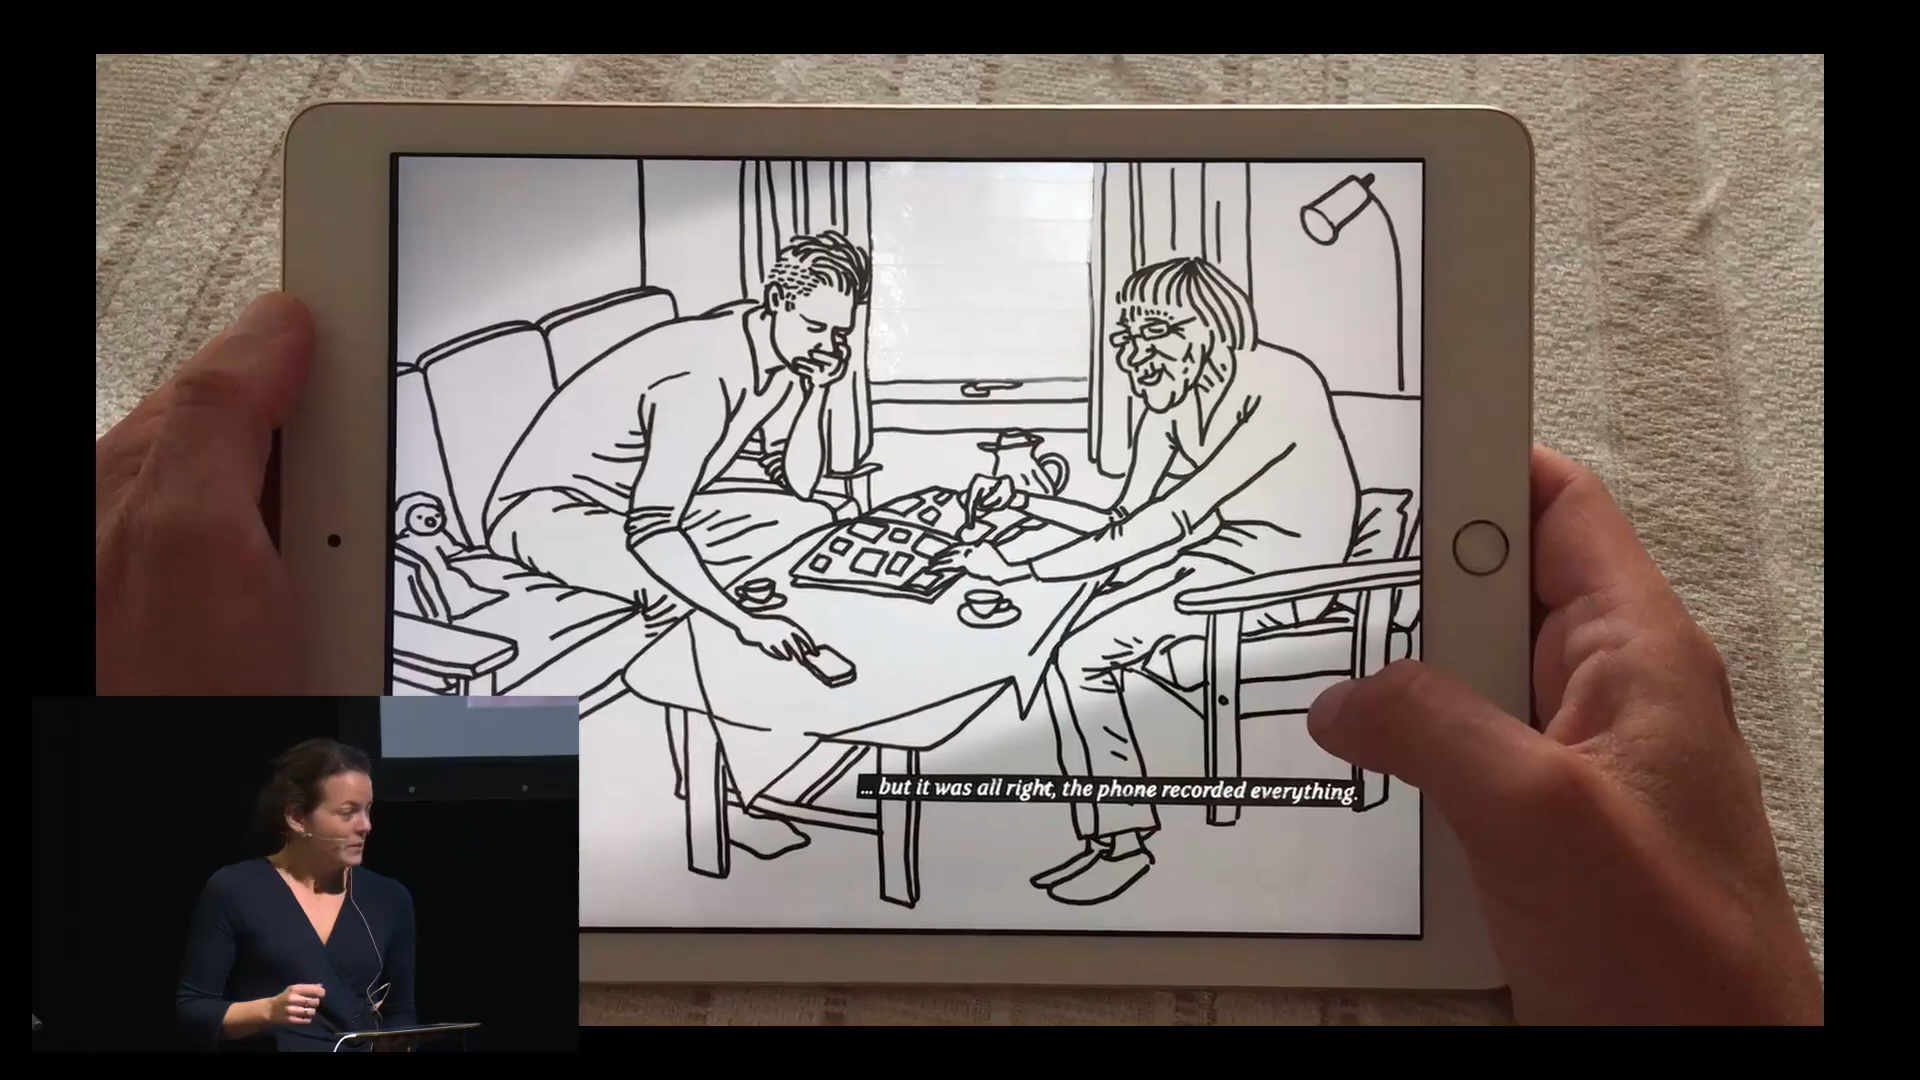 ... but it was all right, the phone recorded everything.